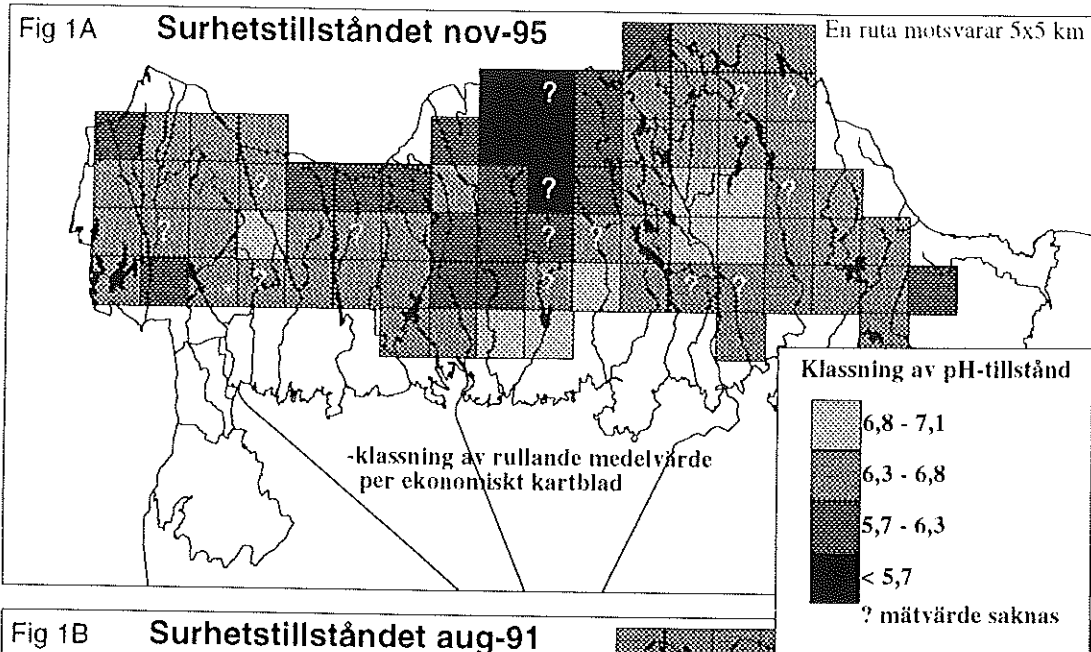 Fig 1A Surhetstillståndet nov-95
En ruta motsvarar 5x5 km
? ? ?
? ? ?
? ? ? ?
? ? ? ? ?
-klassning av rullande medelvärde
per ekonomiskt kartblad
Klassning av pH-tillstånd
6,8 - 7,1
6,3 - 6,8
5,7 - 6,3
< 5,7
? mätvärde saknas
Fig 1B Surhetstillståndet aug-91